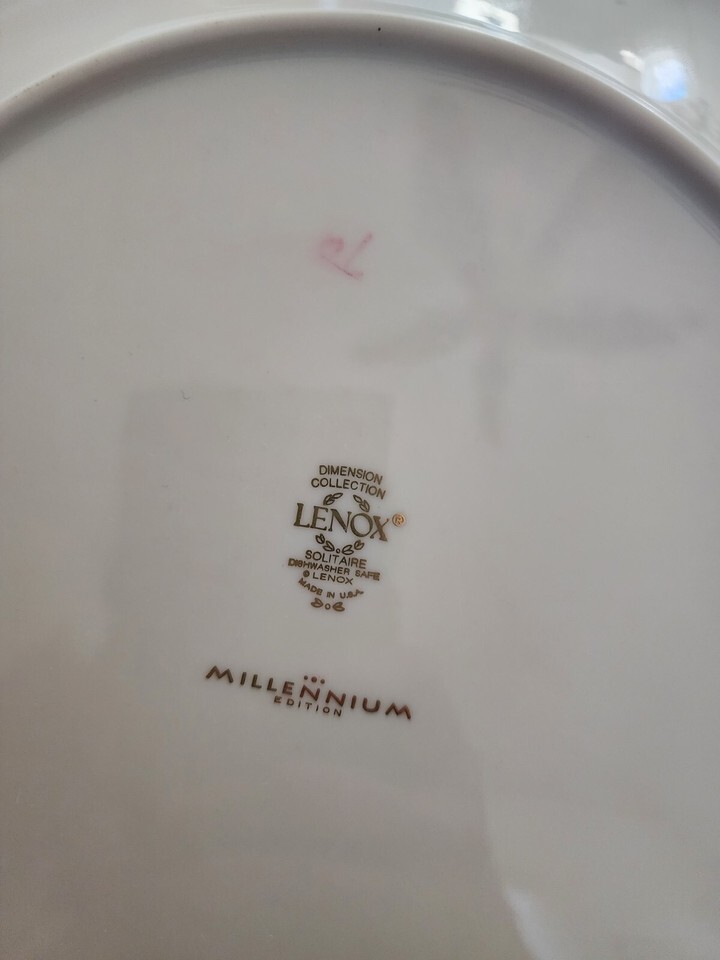 DIMENSION
COLLECTION
LENOX®
SOLITAIRE
DISHWASHER SAFE
© LENOX
MADE IN U.S.A.
MILLENNIUM
EDITION